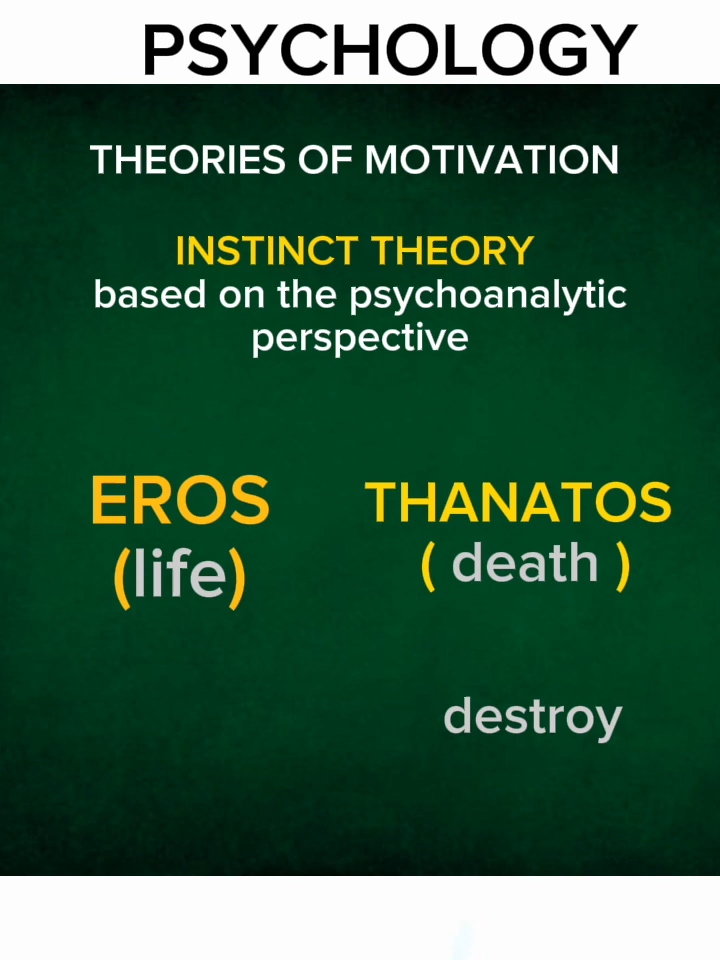 PSYCHOLOGY
THEORIES OF MOTIVATION
INSTINCT THEORY
based on the psychoanalytic
perspective
EROS
(life)
THANATOS
( death )
destroy